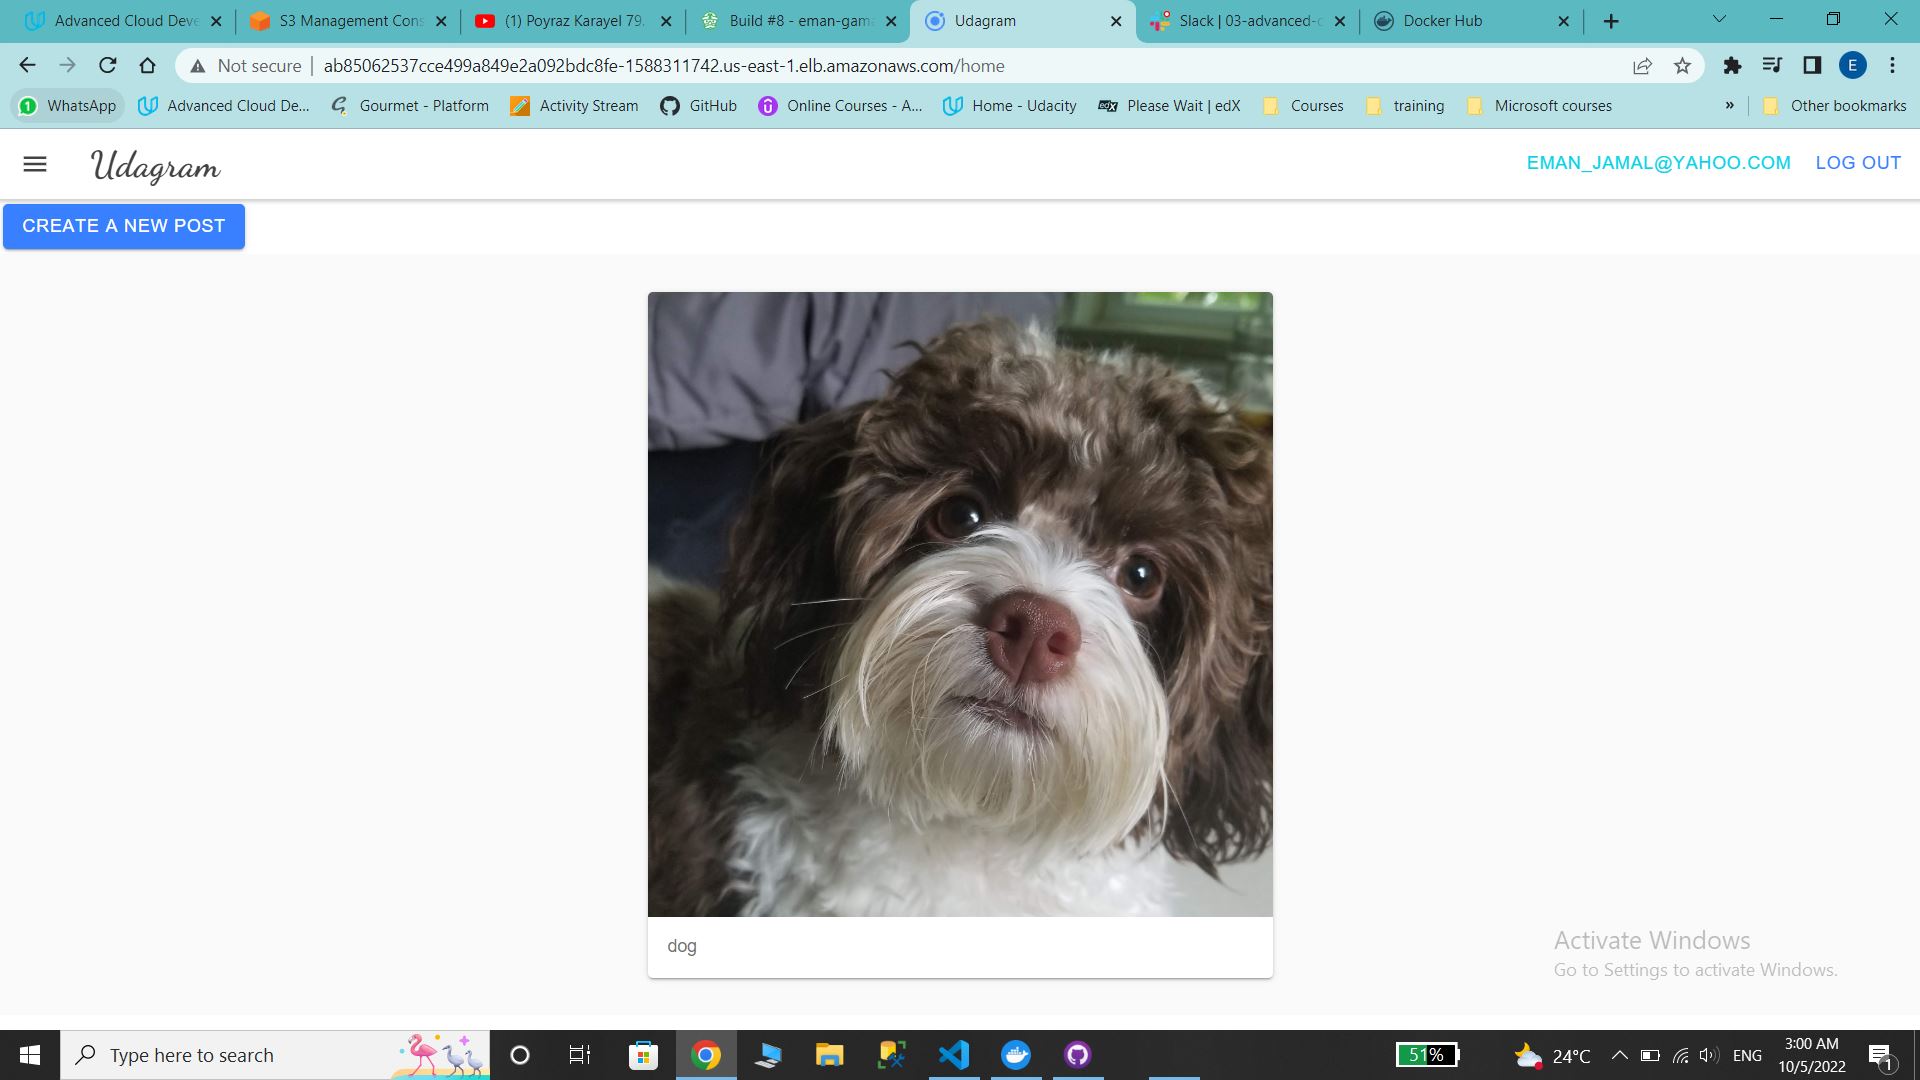 Advanced Cloud Deve
S3 Management Cons
(1) Poyraz Karayel 79.
Build #8 - eman-gam
Udagram
Slack | 03-advanced-c
Docker Hub
Not secure
ab85062537cce499a849e2a092bdc8fe-1588311742.us-east-1.elb.amazonaws.com/home
E
1 WhatsApp
Advanced Cloud De...
Gourmet - Platform
Activity Stream
GitHub
Online Courses - A...
Home - Udacity
edX Please Wait | edX
Courses
training
Microsoft courses
»
Other bookmarks
Udagram
EMAN_JAMAL@YAHOO.COM
LOG OUT
CREATE A NEW POST
dog
Activate Windows
Go to Settings to activate Windows.
Type here to search
51%
24°C
ENG
3:00 AM
10/5/2022
1